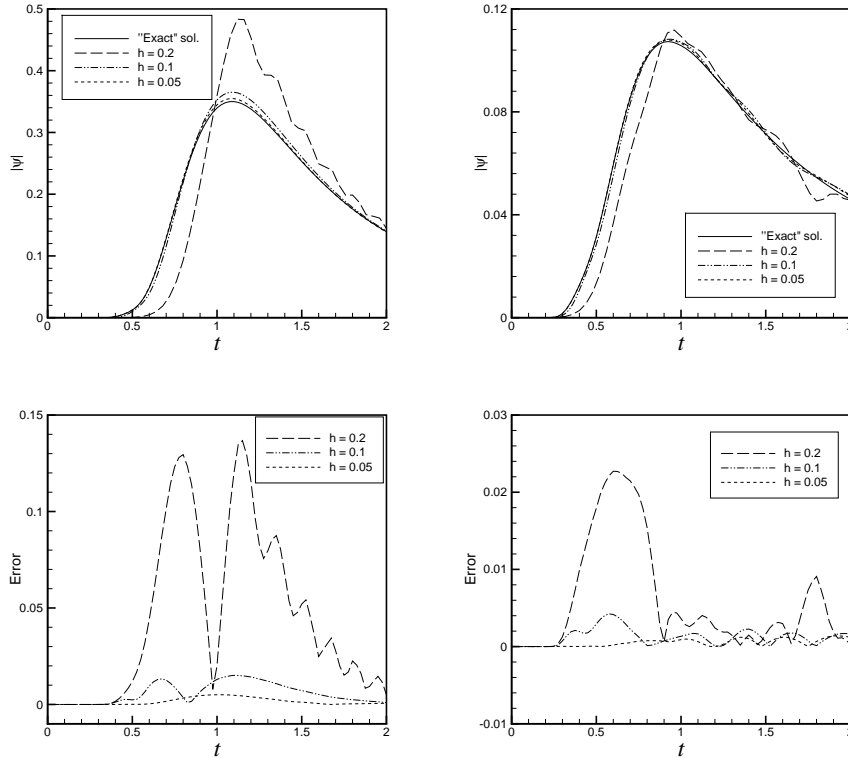 |ψ|
0.5
0.4
0.3
0.2
0.1
0
"Exact" sol.
h = 0.2
h = 0.1
h = 0.05
0 0.5 1 1.5 2
t
|ψ|
0.12
0.08
0.04
0
"Exact" sol.
h = 0.2
h = 0.1
h = 0.05
0 0.5 1 1.5 2
t
Error
0.15
0.1
0.05
0
h = 0.2
h = 0.1
h = 0.05
0 0.5 1 1.5 2
t
Error
0.03
0.02
0.01
0
-0.01
h = 0.2
h = 0.1
h = 0.05
0 0.5 1 1.5 2
t